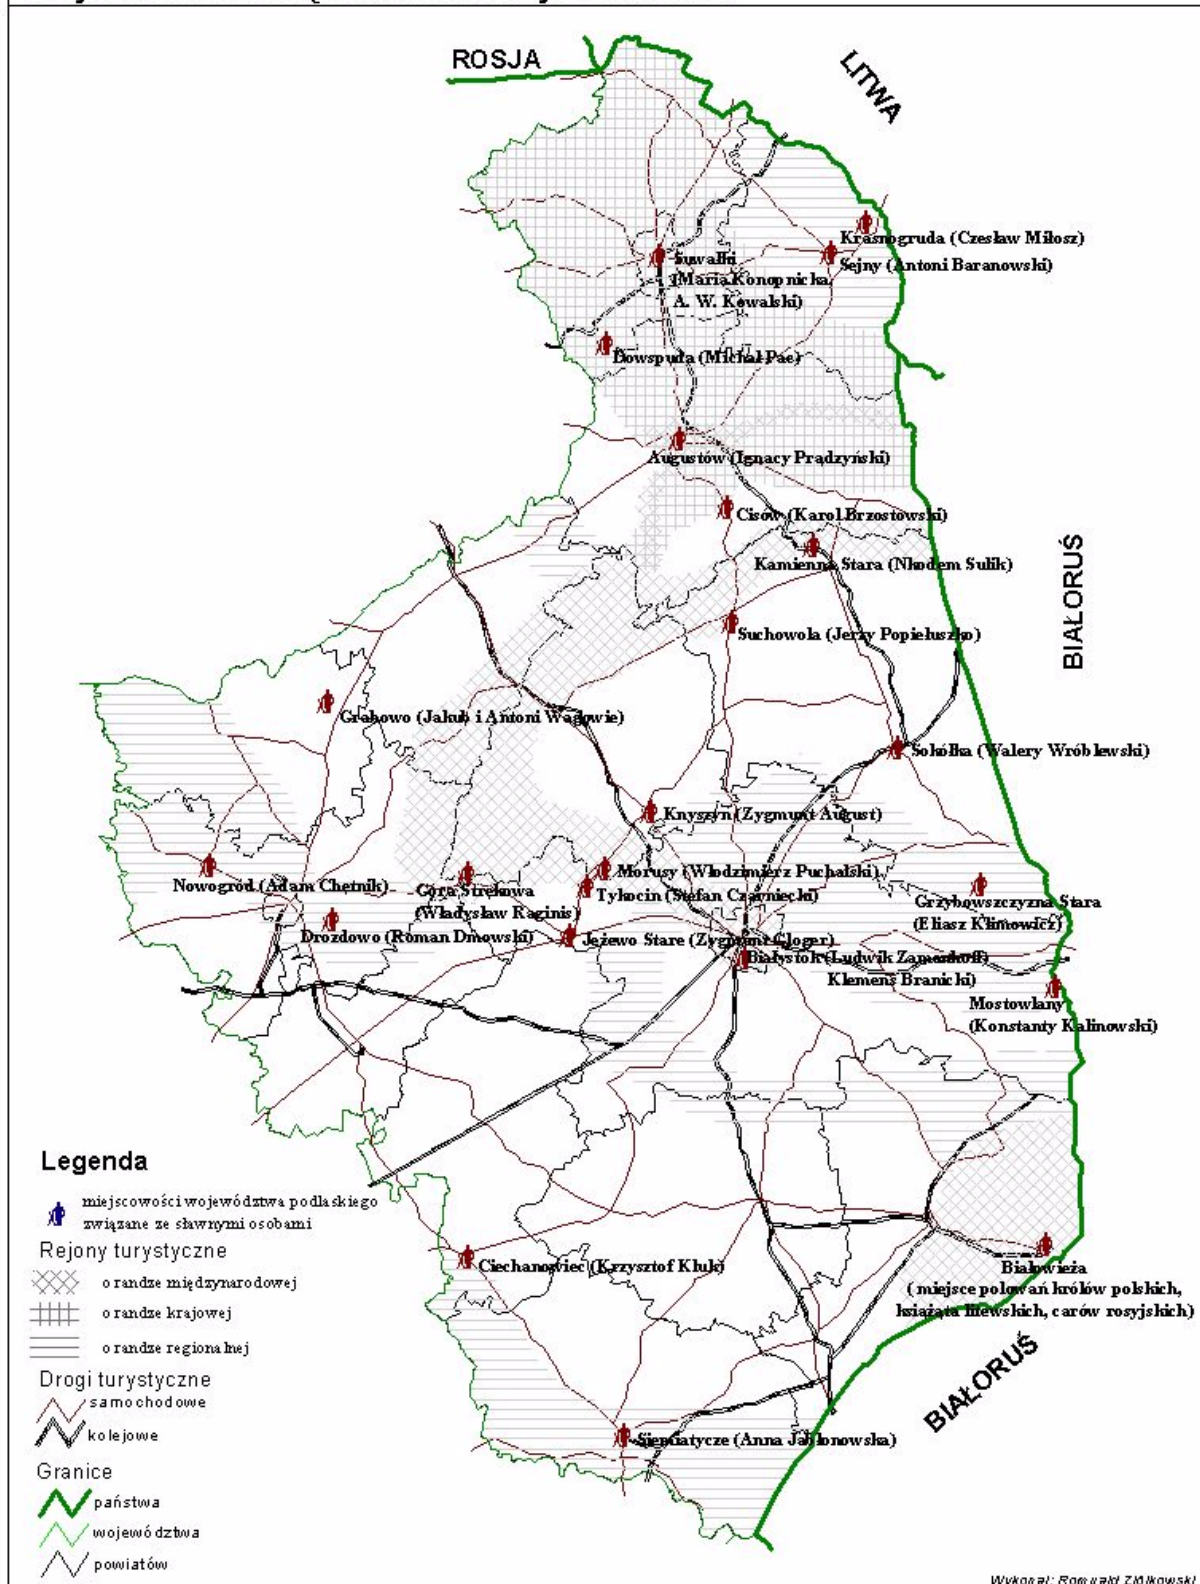 ROSJA
LITWA
Krasnogruda (Czesław Miłosz)
Sejny (Antoni Baranowski)
Suwałki
(Maria Konopnicka,
A. W. Kowalski)
Dowspuda (Michał Pac)
Augustów (Ignacy Prądzyński)
Cisów (Karol Brzostowski)
Kamienna Stara (Nkodem Sulik)
BIAŁORUŚ
Suchowola (Jerzy Popiełuszko)
Grabowo (Jakub i Antoni Wagowie)
Sokółka (Walery Wróblewski)
Knyszyn (Zygmunt August)
Morusy (Włodzimierz Puchalski)
Nowogród (Adam Chętnik)
Góra Strękowa
(Władysław Raginis)
Tykocin (Stefan Czarniecki)
Grzybowszczyzna Stara
(Eliasz Klimowicz)
Drozdowo (Roman Dmowski)
Jeżewo Stare (Zygmunt Gloger)
Białystok (Ludwik Zamenhoff)
Klemens Branicki)
Mostowlany
(Konstanty Kalinowski)
Legenda
miejscowości województwa podlaskiego
związane ze sławnymi osobami
Rejony turystyczne
o randze międzynarodowej
o randze krajowej
o randze regionalnej
Drogi turystyczne
samochodowe
kolejowe
Granice
państwa
województwa
powiatów
Ciechanowiec (Krzysztof Kluk)
Białowieża
( miejsce polowań królów polskich,
książąta litewskich, carów rosyjskich)
BIAŁORUŚ
Siemiatycze (Anna Jabłonowska)
Wykonał: Romuald Ziółkowski